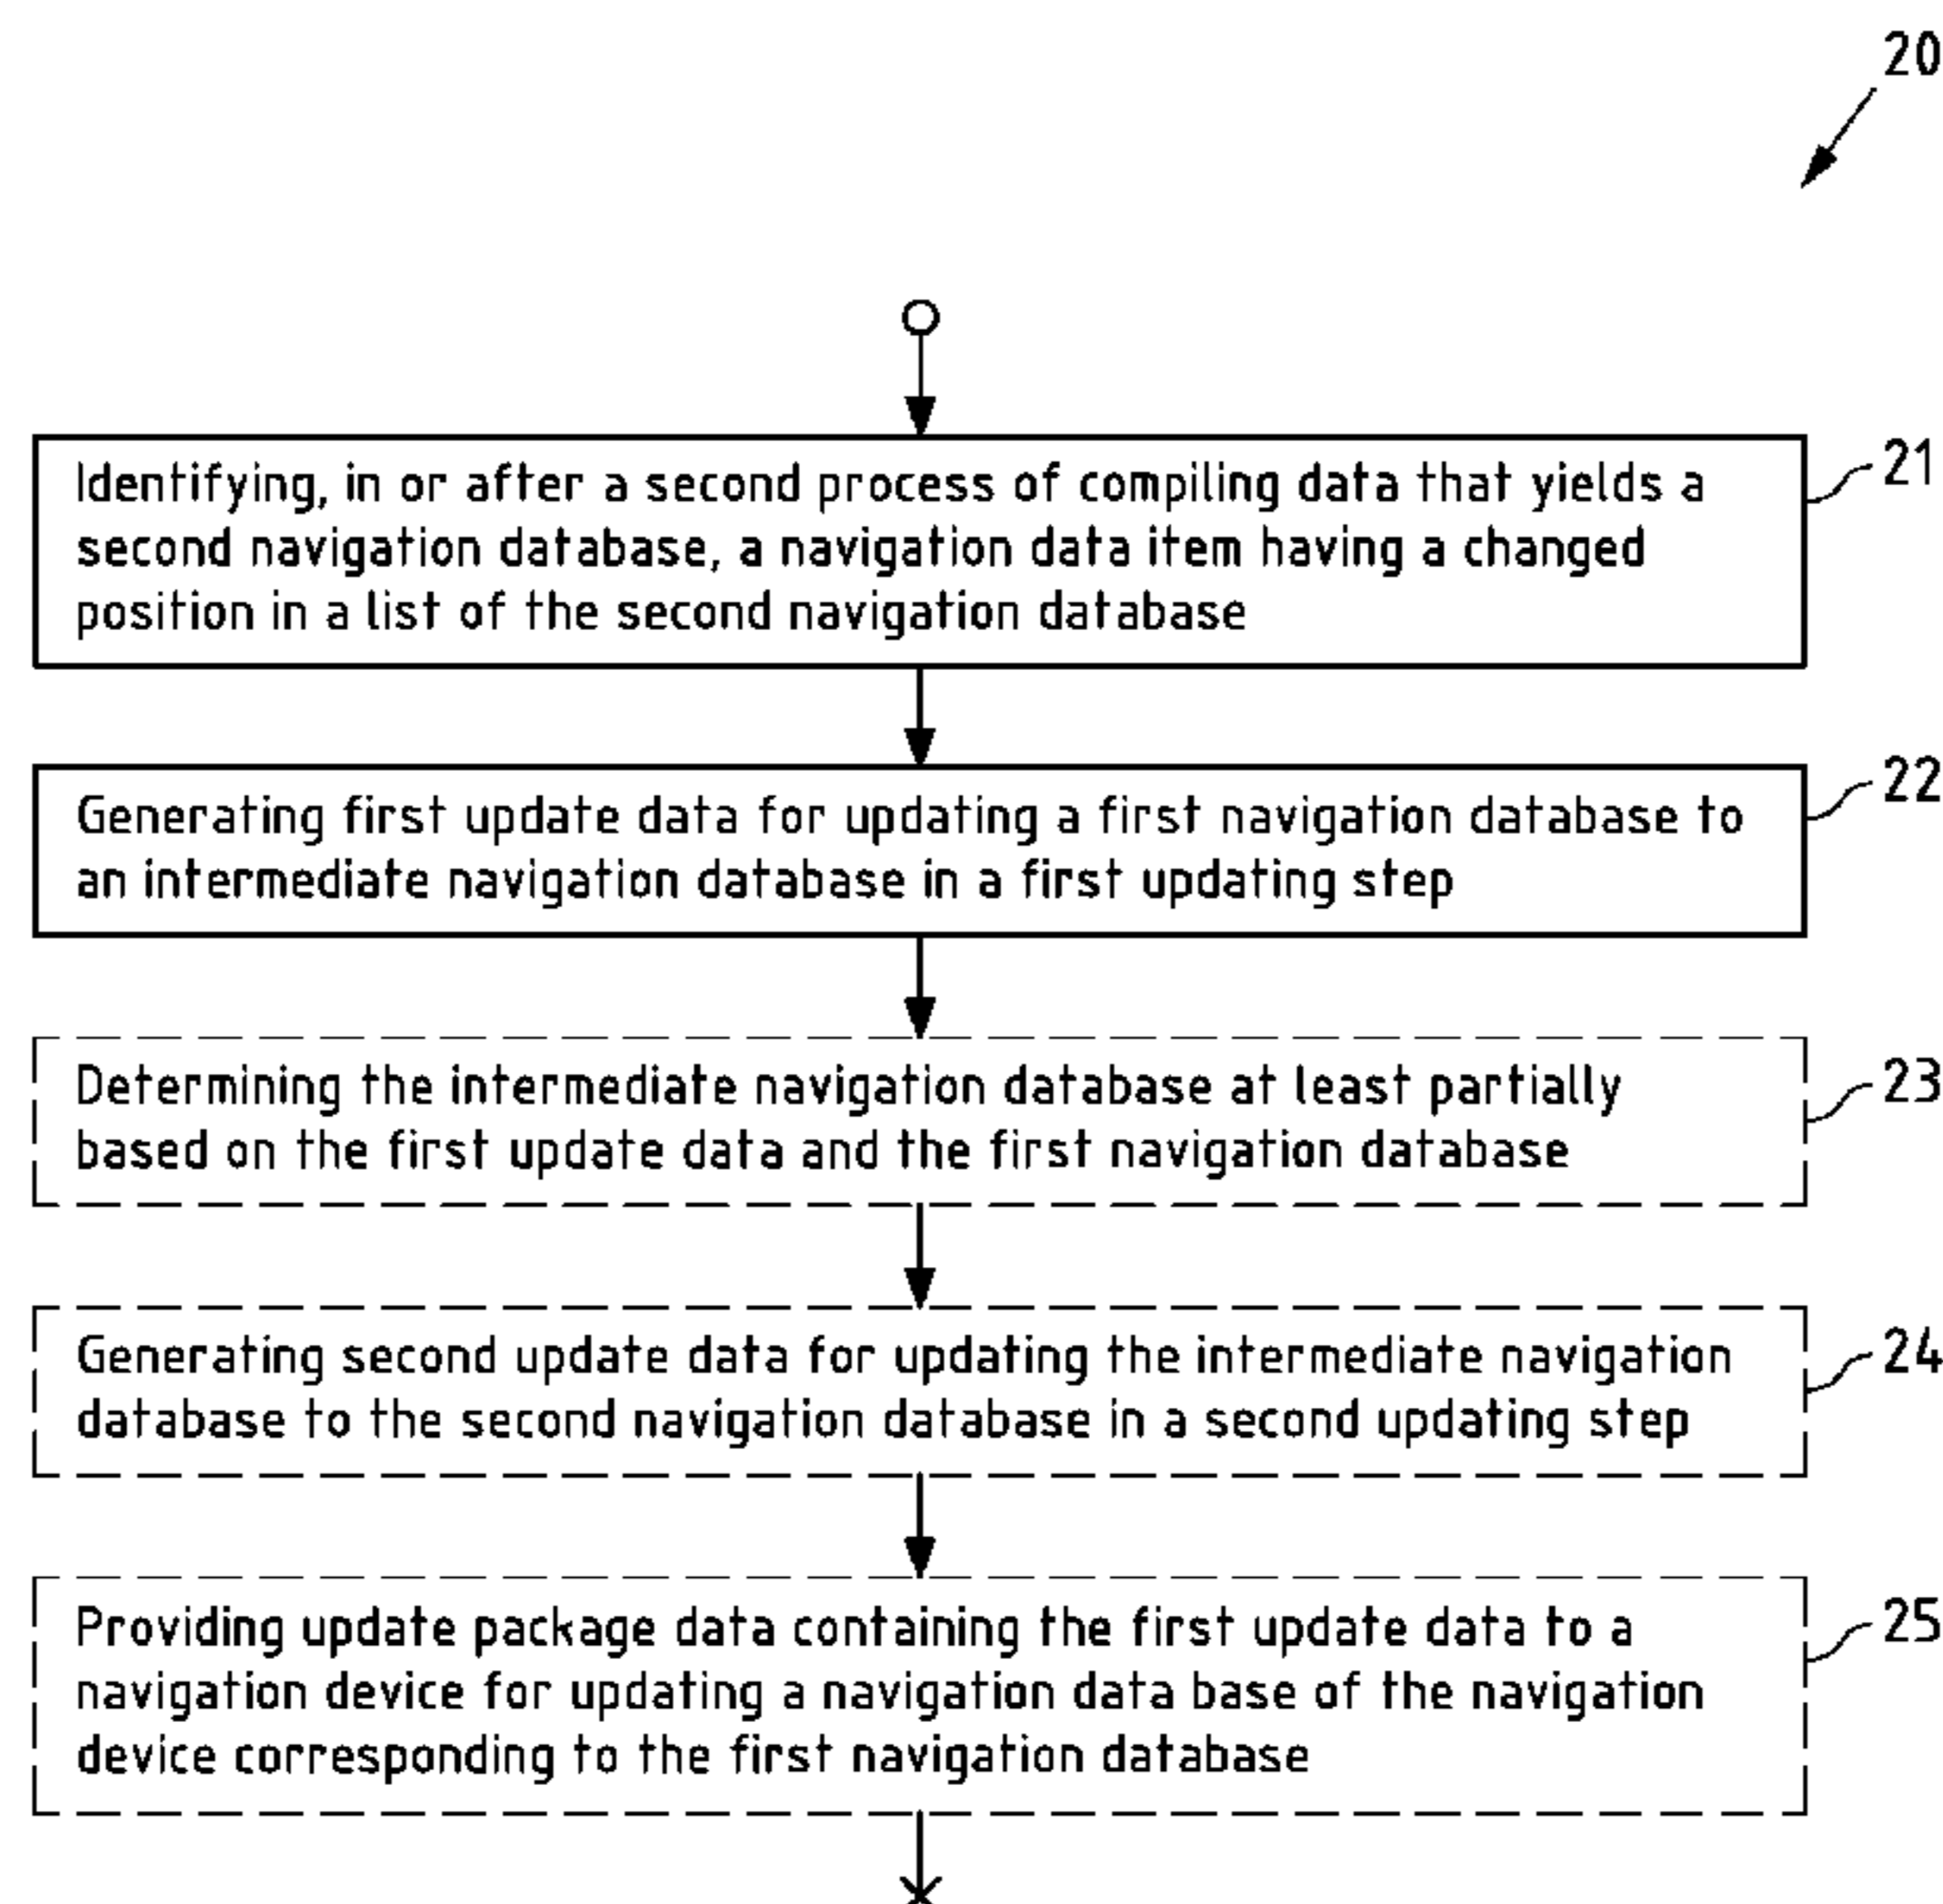 20
Identifying, in or after a second process of compiling data that yields a
second navigation database, a navigation data item having a changed
position in a list of the second navigation database
21
Generating first update data for updating a first navigation database to
an intermediate navigation database in a first updating step
22
Determining the intermediate navigation database at least partially
based on the first update data and the first navigation database
23
Generating second update data for updating the intermediate navigation
database to the second navigation database in a second updating step
24
Providing update package data containing the first update data to a
navigation device for updating a navigation data base of the navigation
device corresponding to the first navigation database
25